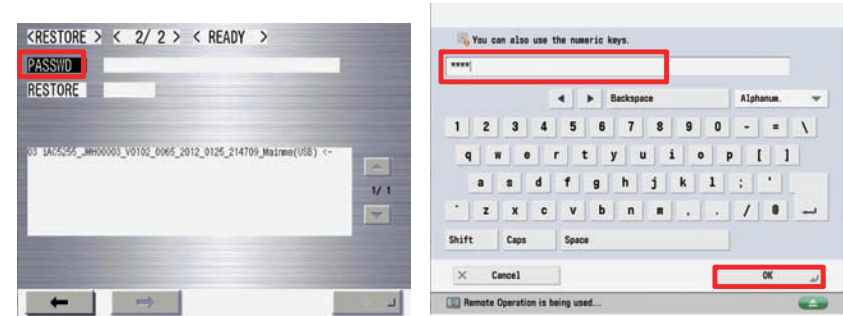 <RESTORE > < 2/ 2 > < READY >
PASSWD
RESTORE
03 iAC5255_JWH00003_V0102_0065_2012_0125_214709_Mainme(USB) <-
1/ 1
You can also use the numeric keys.
****
Backspace
Alphanum.
1 2 3 4 5 6 7 8 9 0 - = \
q w e r t y u i o p [ ]
a s d f g h j k l ; '
` z x c v b n m , . / @
Shift Caps Space
Cancel OK
Remote Operation is being used...